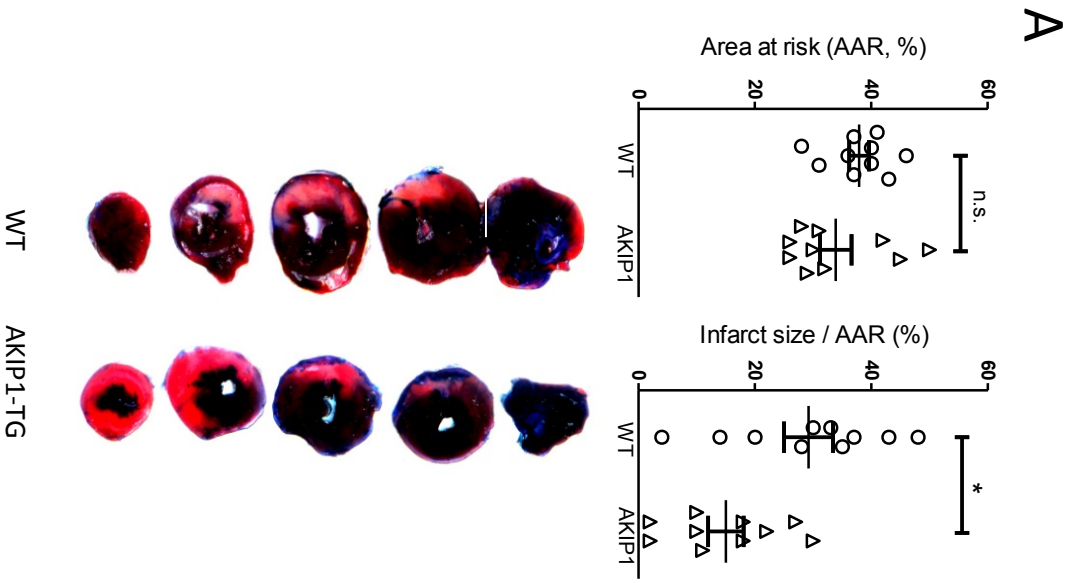 A
Area at risk (AAR, %)
60
40
20
0
n.s.
WT
AKIP1
Infarct size / AAR (%)
60
40
20
0
*
WT
AKIP1
WT
AKIP1-TG